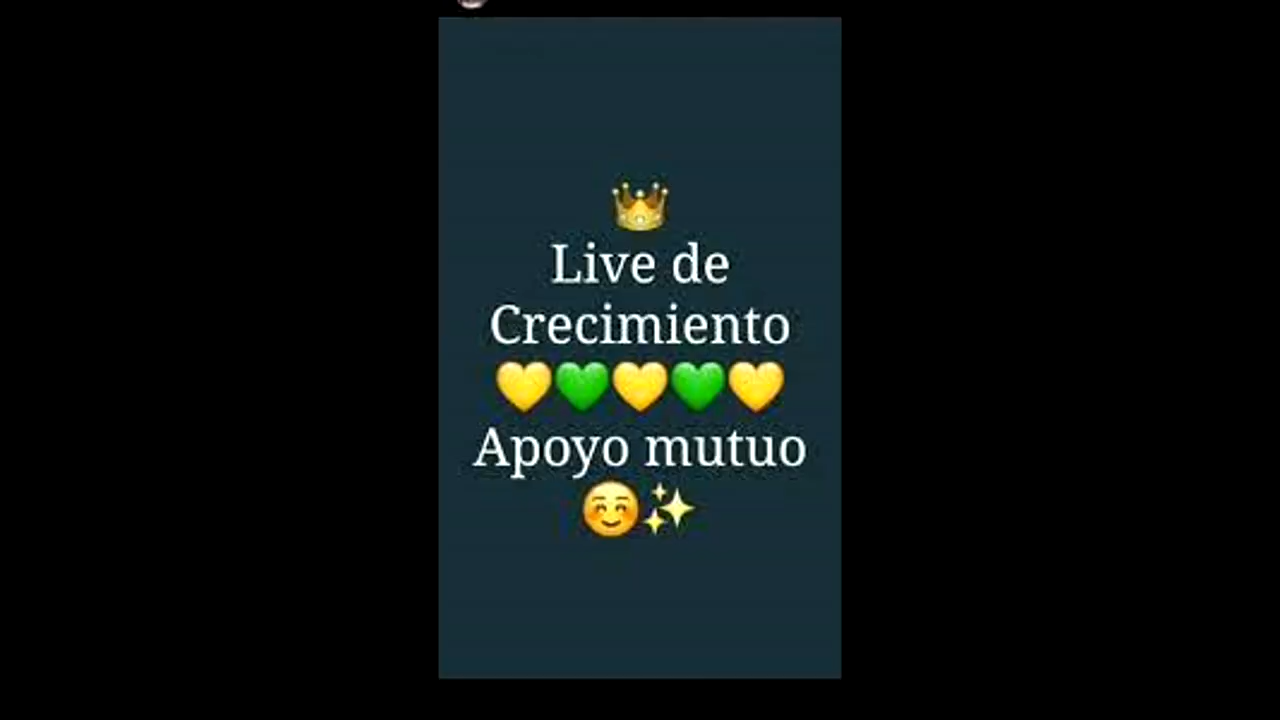 👑
Live de
Crecimiento
💛💚💛💚💛
Apoyo mutuo
☺️✨